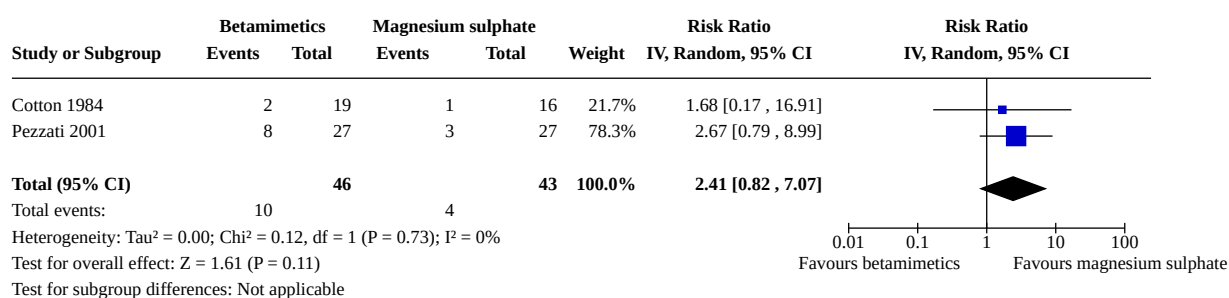 Betamimetics Magnesium sulphate Risk Ratio Risk Ratio
Study or Subgroup Events Total Events Total Weight IV, Random, 95% CI IV, Random, 95% CI
Cotton 1984 2 19 1 16 21.7% 1.68 [0.17 , 16.91]
Pezzati 2001 8 27 3 27 78.3% 2.67 [0.79 , 8.99]
Total (95% CI) 46 43 100.0% 2.41 [0.82 , 7.07]
Total events: 10 4
Heterogeneity: Tau² = 0.00; Chi² = 0.12, df = 1 (P = 0.73); I² = 0%
0.01 0.1 1 10 100
Test for overall effect: Z = 1.61 (P = 0.11)
Favours betamimetics Favours magnesium sulphate
Test for subgroup differences: Not applicable